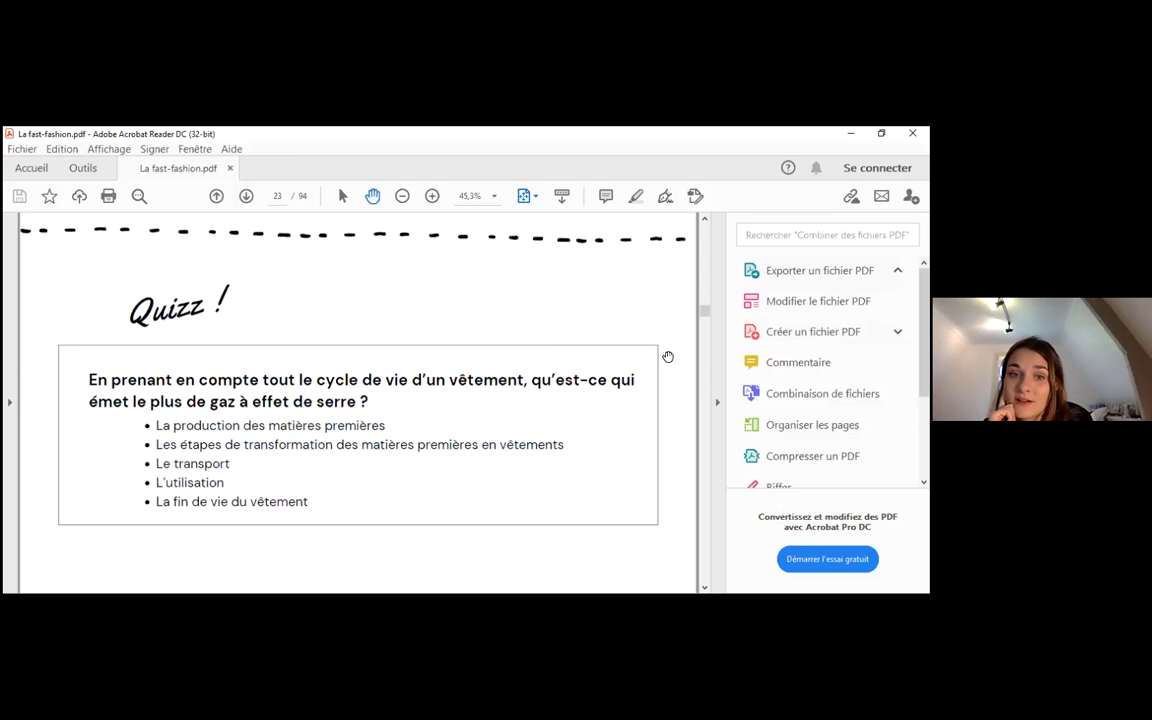 La fast-fashion.pdf - Adobe Acrobat Reader DC (32-bit)
Fichier Edition Affichage Signer Fenêtre Aide
Accueil Outils La fast-fashion.pdf × Se connecter
23 / 94 45,3%
Quizz !
En prenant en compte tout le cycle de vie d’un vêtement, qu’est-ce qui
émet le plus de gaz à effet de serre ?
• La production des matières premières
• Les étapes de transformation des matières premières en vêtements
• Le transport
• L’utilisation
• La fin de vie du vêtement
Rechercher "Combiner des fichiers PDF"
Exporter un fichier PDF
Modifier le fichier PDF
Créer un fichier PDF
Commentaire
Combinaison de fichiers
Organiser les pages
Compresser un PDF
Convertissez et modifiez des PDF
avec Acrobat Pro DC
Démarrer l'essai gratuit